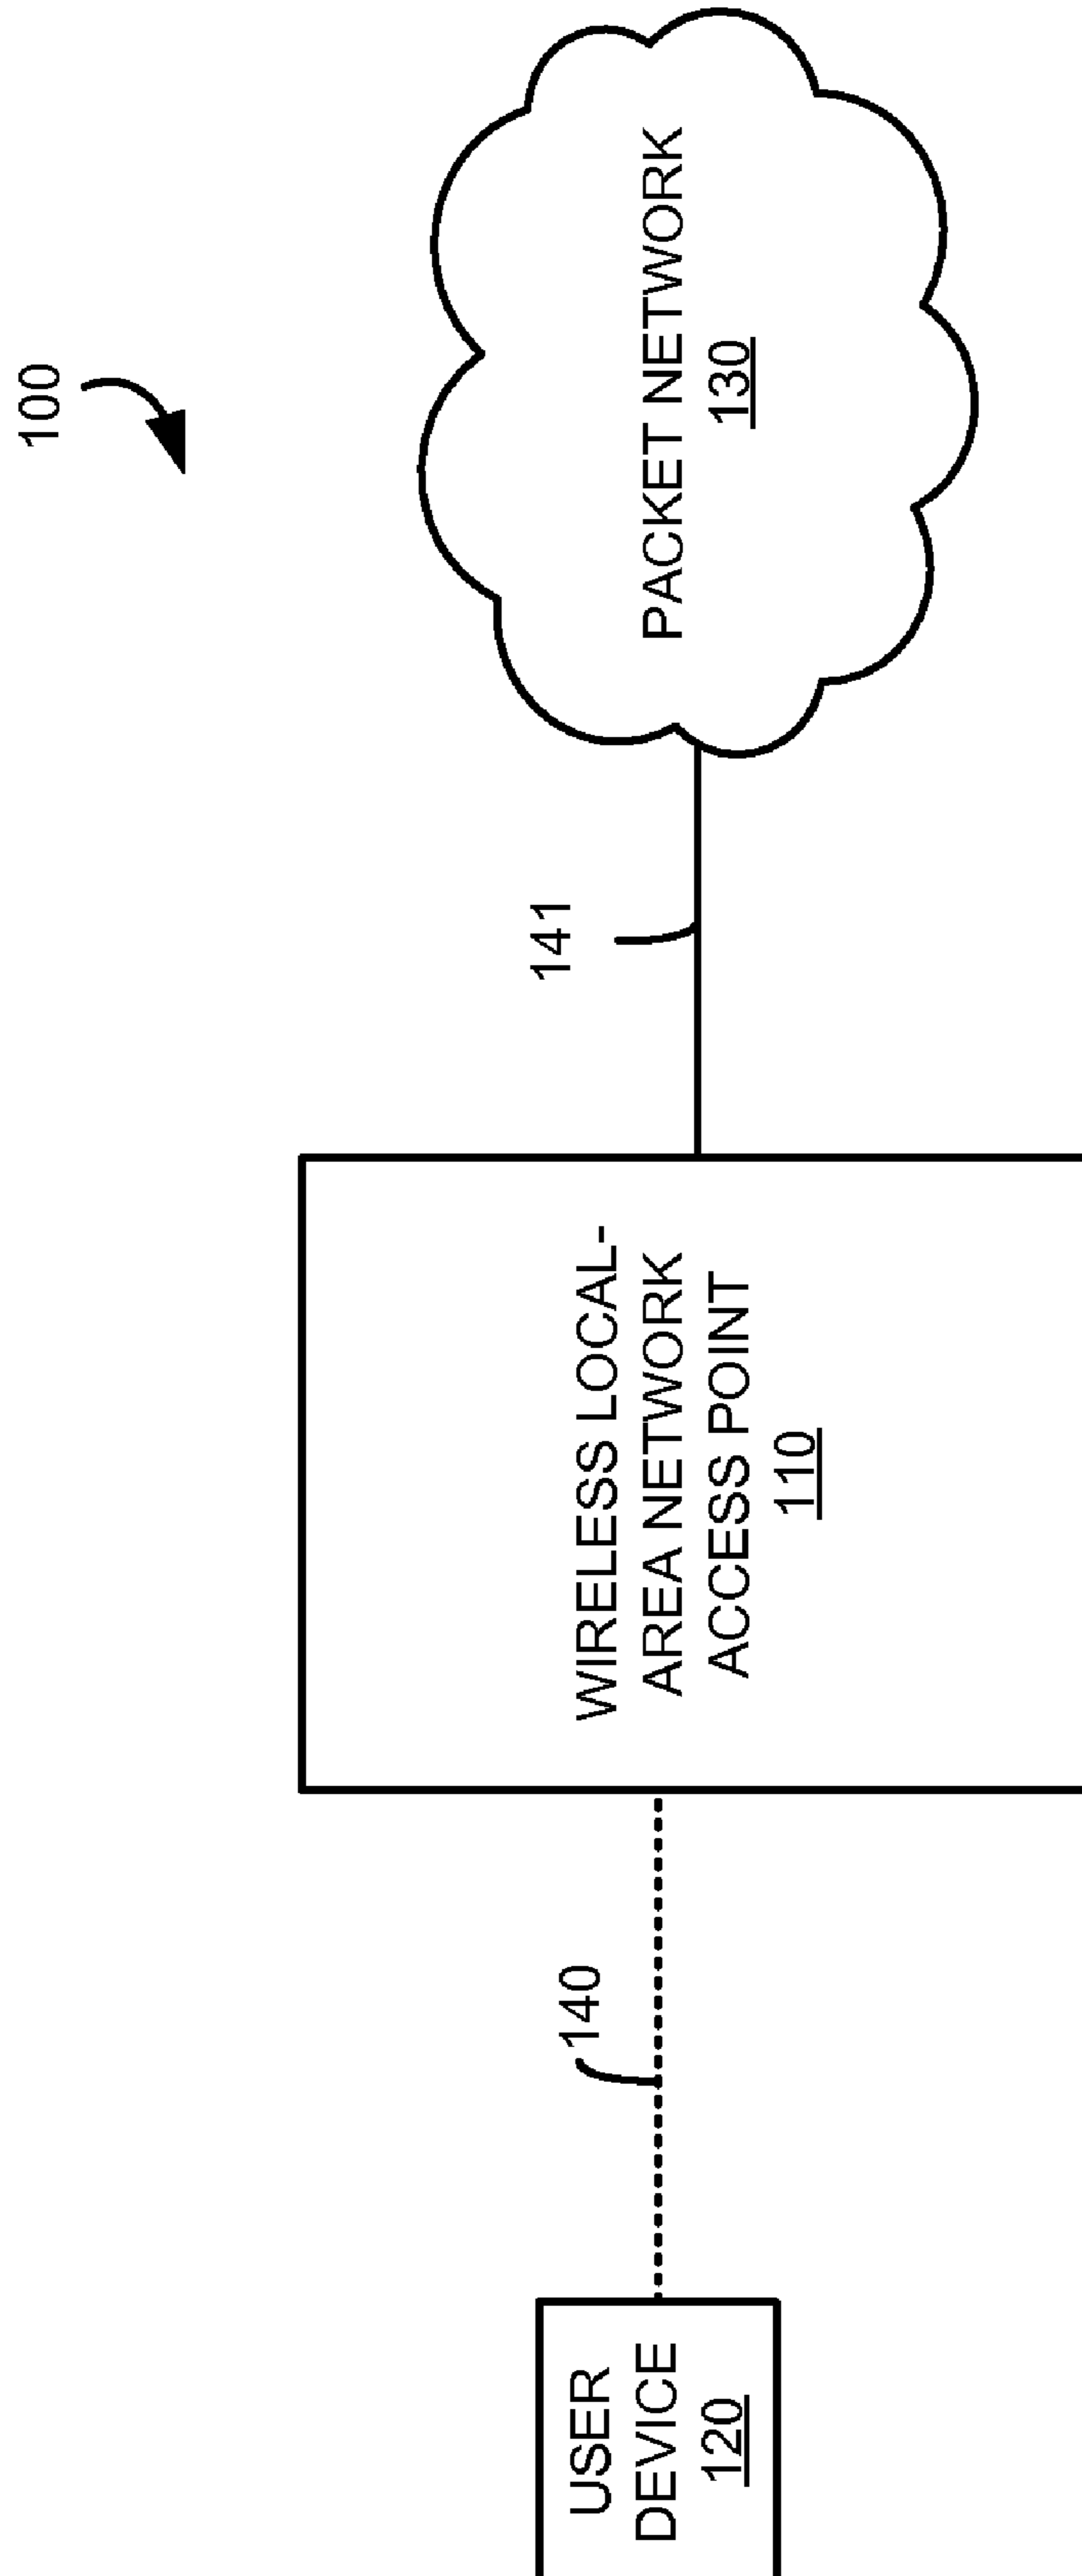 100
USER
DEVICE
120
140
WIRELESS LOCAL-
AREA NETWORK
ACCESS POINT
110
141
PACKET NETWORK
130